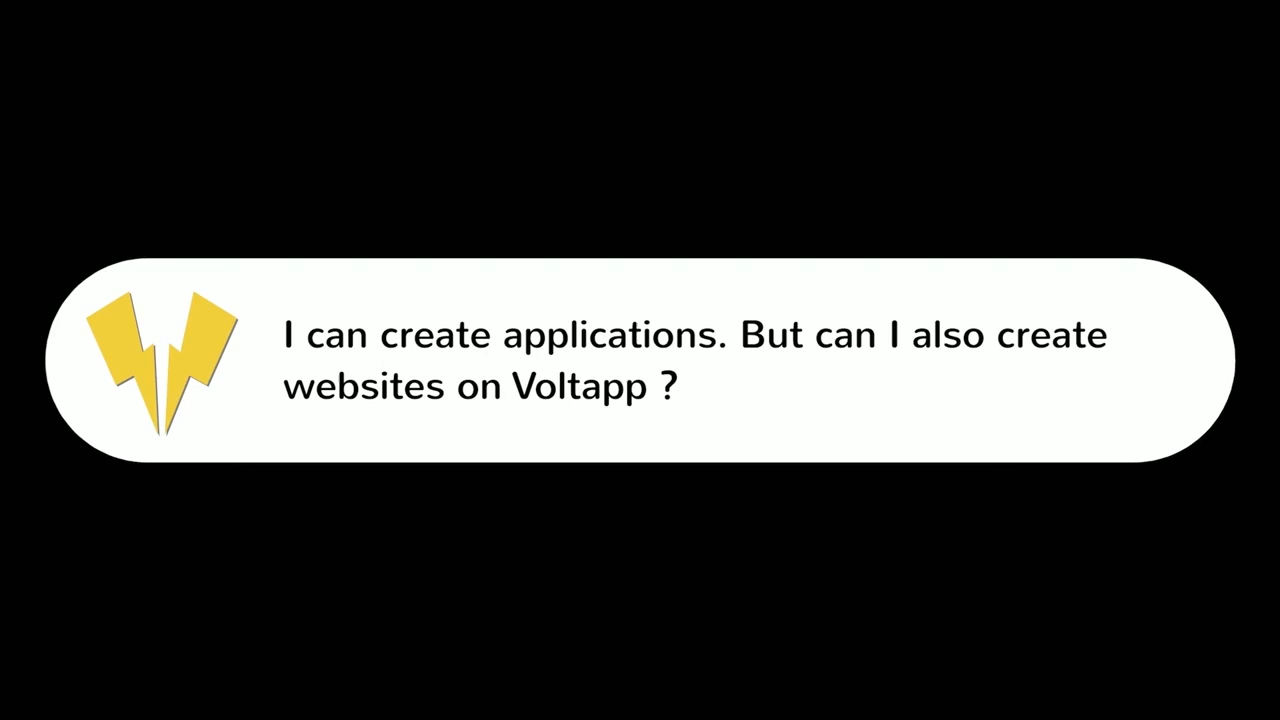 I can create applications. But can I also create
websites on Voltapp ?